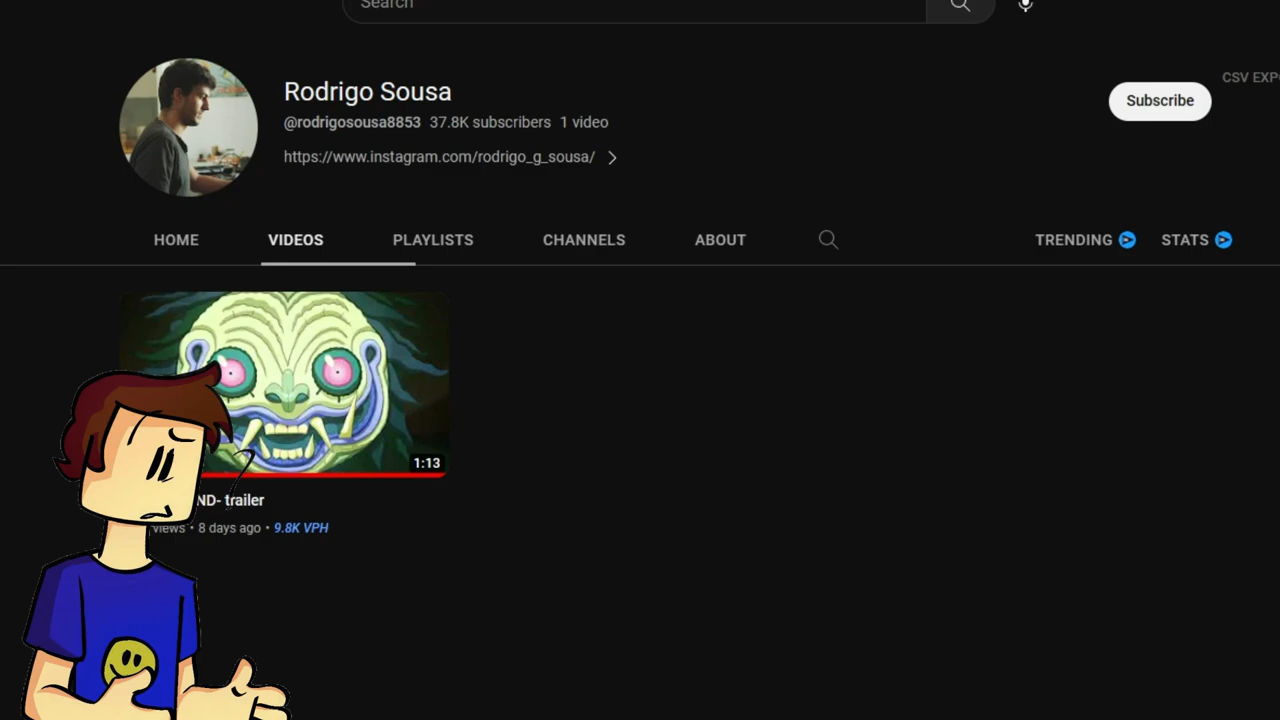 Search
CSV EXP
Rodrigo Sousa
Subscribe
@rodrigosousa8853 37.8K subscribers 1 video
https://www.instagram.com/rodrigo_g_sousa/
HOME VIDEOS PLAYLISTS CHANNELS ABOUT TRENDING STATS
1:13
ND- trailer
views • 8 days ago • 9.8K VPH